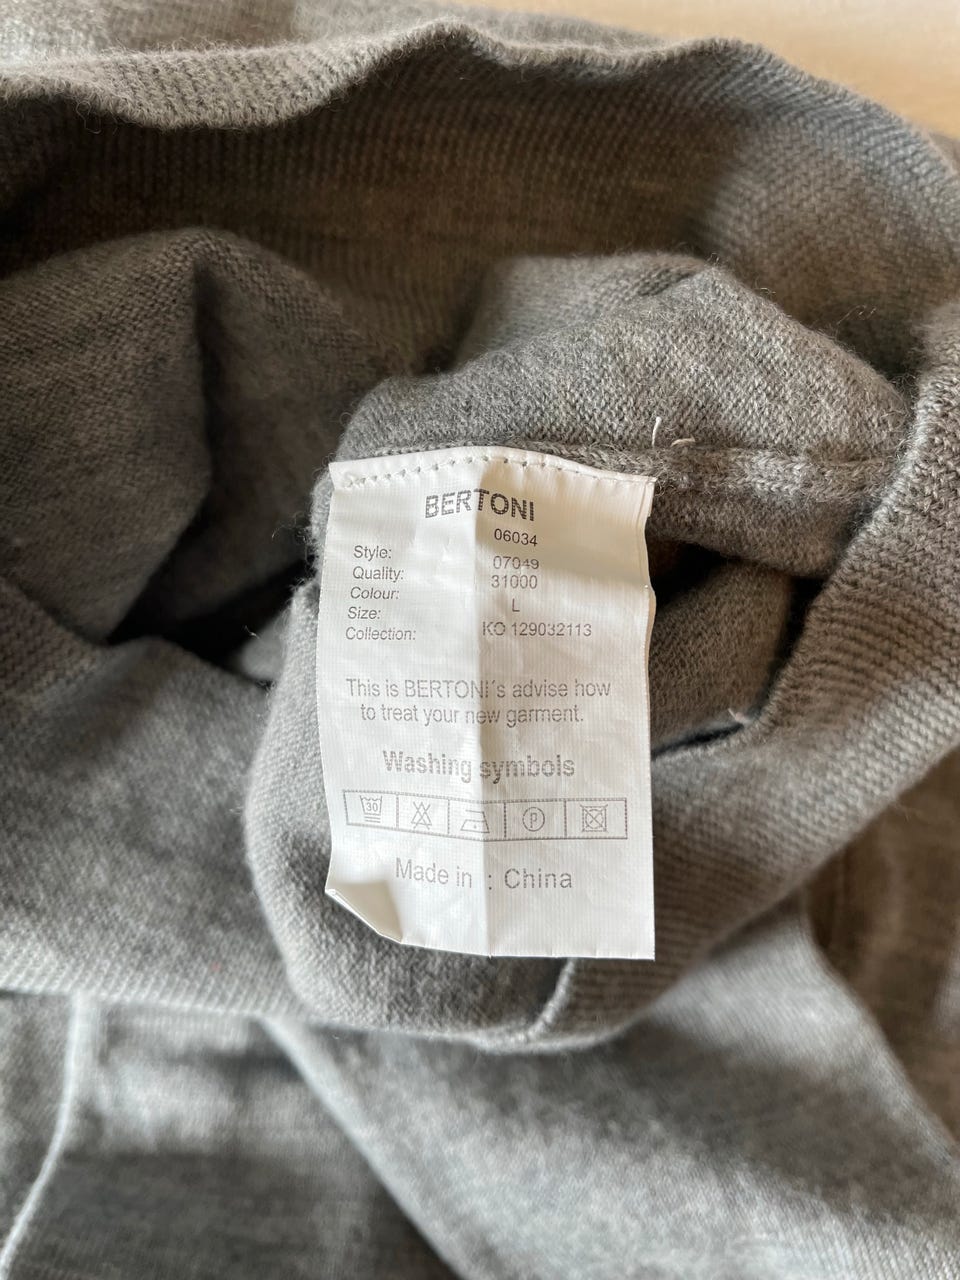 BERTONI
Style: 06034
Quality: 07049
Colour: 31000
Size: L
Collection: KO 129032113
This is BERTONI's advise how
to treat your new garment.
Washing symbols
30 P
Made in : China